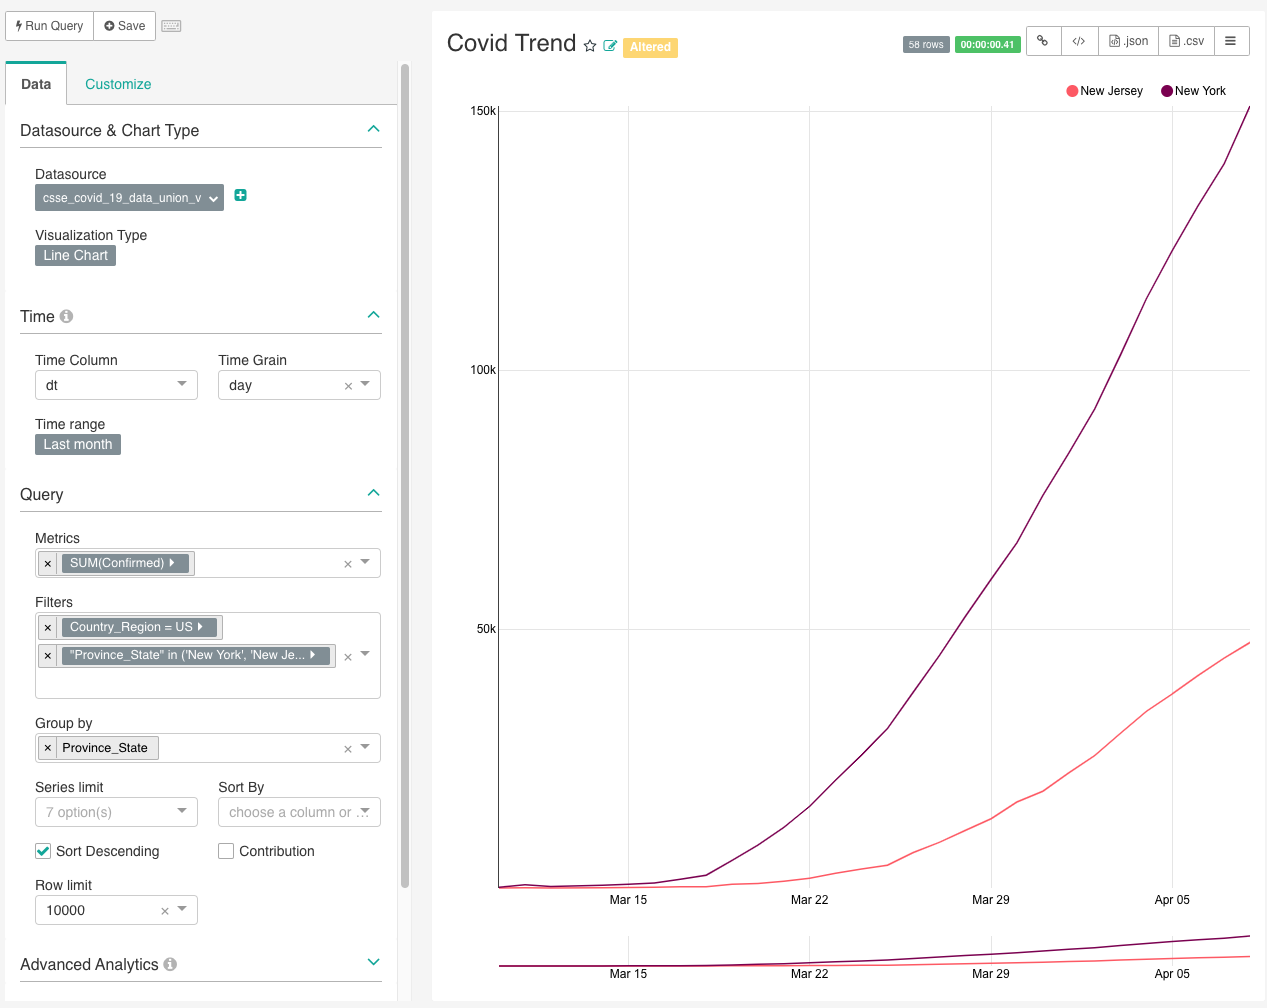 Run Query
Save
Data
Customize
Datasource & Chart Type
Datasource
csse_covid_19_data_union_v
Visualization Type
Line Chart
Time
Time Column
Time Grain
dt
day
×
Time range
Last month
Query
Metrics
× SUM(Confirmed)
×
Filters
× Country_Region = US
× "Province_State" in ('New York', 'New Je...
×
Group by
× Province_State
×
Series limit
Sort By
7 option(s)
choose a column or ...
Sort Descending
Contribution
Row limit
10000
×
Advanced Analytics
Covid Trend
Altered
58 rows
00:00:00.41
</>
.json
.csv
New Jersey
New York
150k
100k
50k
Mar 15
Mar 22
Mar 29
Apr 05
Mar 15
Mar 22
Mar 29
Apr 05